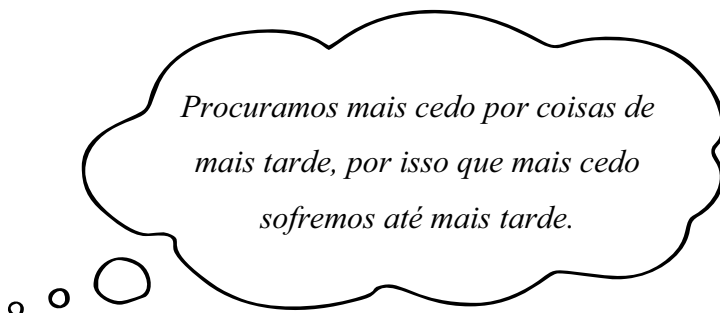 Procuramos mais cedo por coisas de
mais tarde, por isso que mais cedo
sofremos até mais tarde.